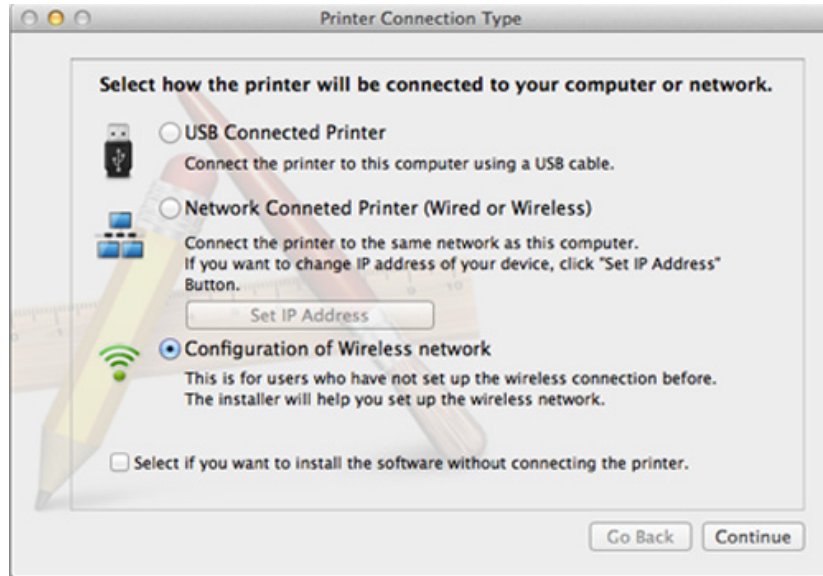 Printer Connection Type
Select how the printer will be connected to your computer or network.
USB Connected Printer
Connect the printer to this computer using a USB cable.
Network Conneted Printer (Wired or Wireless)
Connect the printer to the same network as this computer.
If you want to change IP address of your device, click "Set IP Address"
Button.
Set IP Address
Configuration of Wireless network
This is for users who have not set up the wireless connection before.
The installer will help you set up the wireless network.
Select if you want to install the software without connecting the printer.
Go Back
Continue